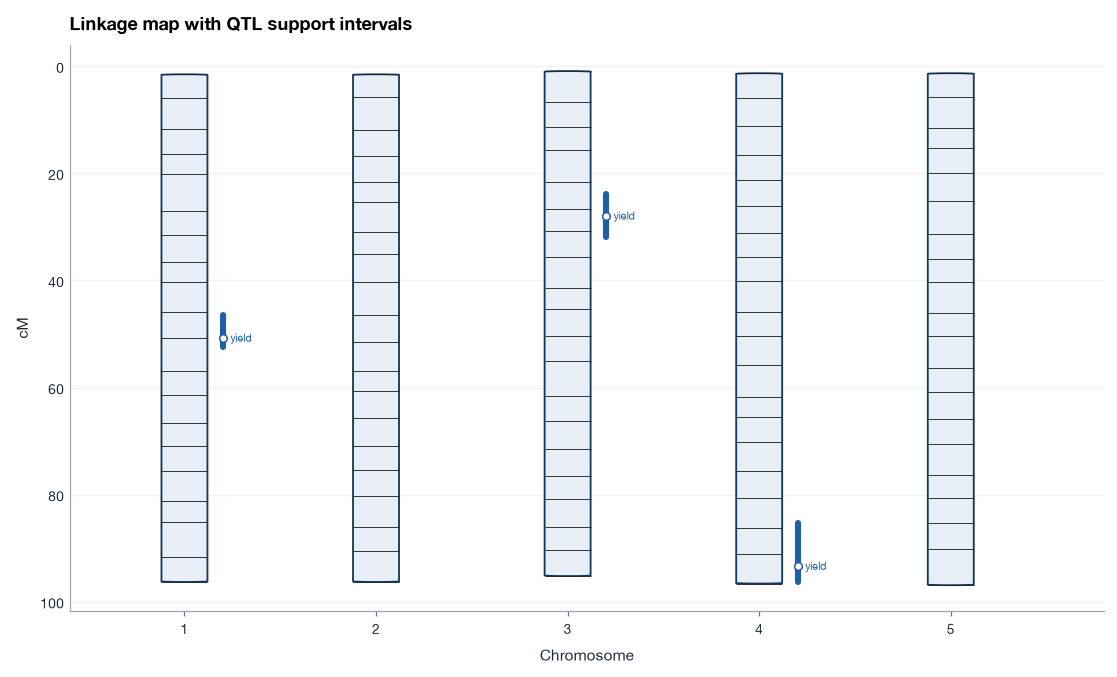 Linkage map with QTL support intervals
0
20
40
60
80
100
cM
yield
yield
yield
1
2
3
4
5
Chromosome